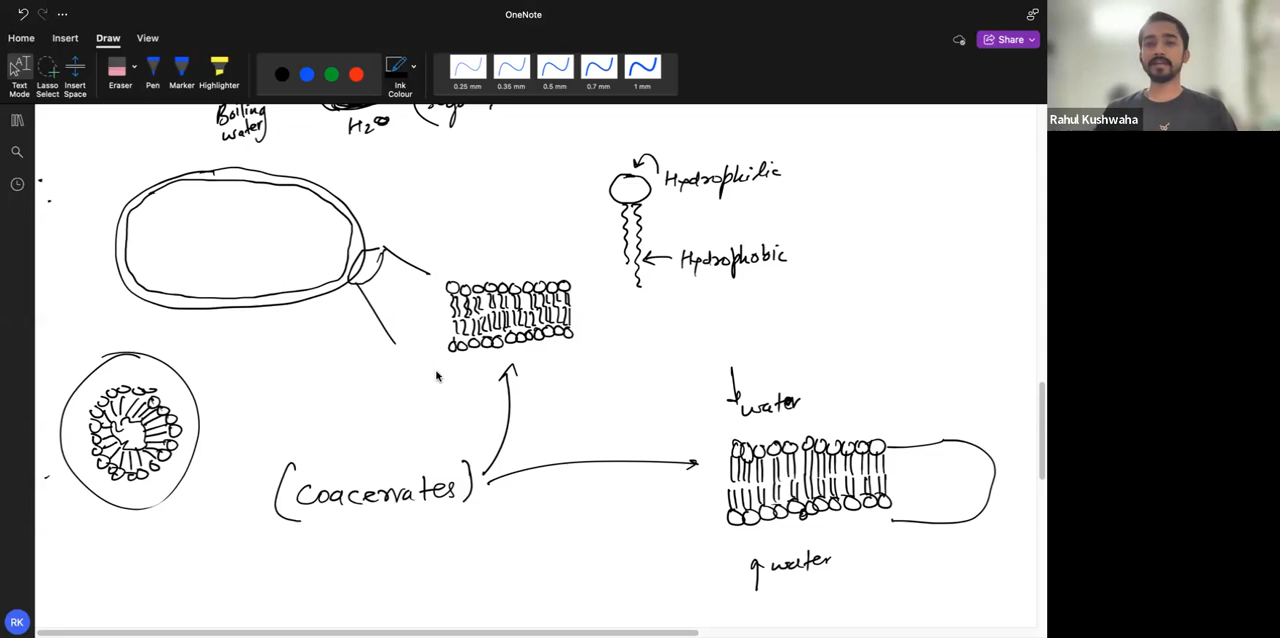 OneNote
Home Insert Draw View
Share
Text Mode
Lasso Select
Insert Space
Eraser
Pen
Marker
Highlighter
Ink Colour
0.25 mm
0.35 mm
0.5 mm
0.7 mm
1 mm
Rahul Kushwaha
Boiling
water
H2O
Hydrophilic
Hydrophobic
water
(Coacervates)
water
RK